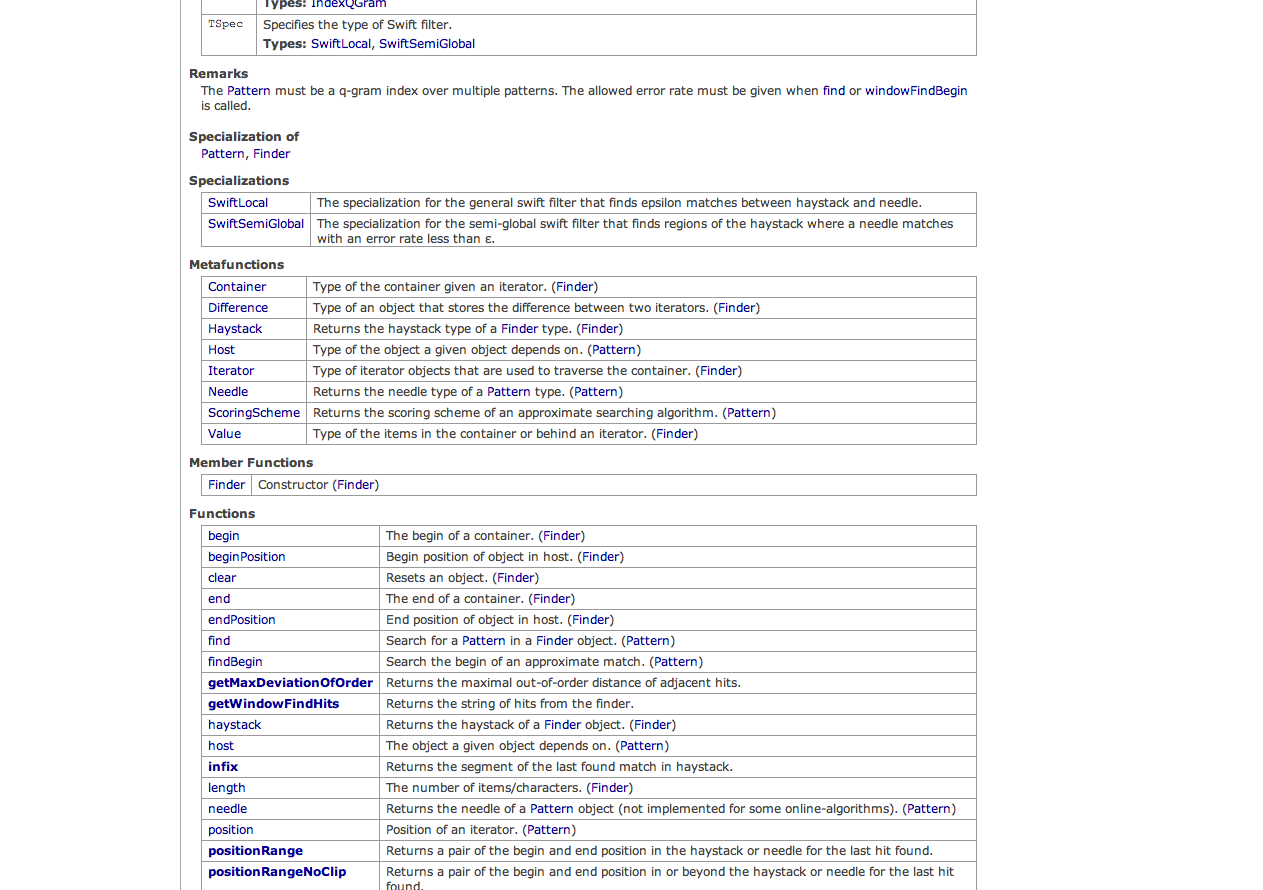 Types: IndexQGram
TSpec Specifies the type of Swift filter.
Types: SwiftLocal, SwiftSemiGlobal
Remarks
The Pattern must be a q-gram index over multiple patterns. The allowed error rate must be given when find or windowFindBegin
is called.
Specialization of
Pattern, Finder
Specializations
SwiftLocal The specialization for the general swift filter that finds epsilon matches between haystack and needle.
SwiftSemiGlobal The specialization for the semi-global swift filter that finds regions of the haystack where a needle matches
with an error rate less than ε.
Metafunctions
Container Type of the container given an iterator. (Finder)
Difference Type of an object that stores the difference between two iterators. (Finder)
Haystack Returns the haystack type of a Finder type. (Finder)
Host Type of the object a given object depends on. (Pattern)
Iterator Type of iterator objects that are used to traverse the container. (Finder)
Needle Returns the needle type of a Pattern type. (Pattern)
ScoringScheme Returns the scoring scheme of an approximate searching algorithm. (Pattern)
Value Type of the items in the container or behind an iterator. (Finder)
Member Functions
Finder Constructor (Finder)
Functions
begin The begin of a container. (Finder)
beginPosition Begin position of object in host. (Finder)
clear Resets an object. (Finder)
end The end of a container. (Finder)
endPosition End position of object in host. (Finder)
find Search for a Pattern in a Finder object. (Pattern)
findBegin Search the begin of an approximate match. (Pattern)
getMaxDeviationOfOrder Returns the maximal out-of-order distance of adjacent hits.
getWindowFindHits Returns the string of hits from the finder.
haystack Returns the haystack of a Finder object. (Finder)
host The object a given object depends on. (Pattern)
infix Returns the segment of the last found match in haystack.
length The number of items/characters. (Finder)
needle Returns the needle of a Pattern object (not implemented for some online-algorithms). (Pattern)
position Position of an iterator. (Pattern)
positionRange Returns a pair of the begin and end position in the haystack or needle for the last hit found.
positionRangeNoClip Returns a pair of the begin and end position in or beyond the haystack or needle for the last hit
found.